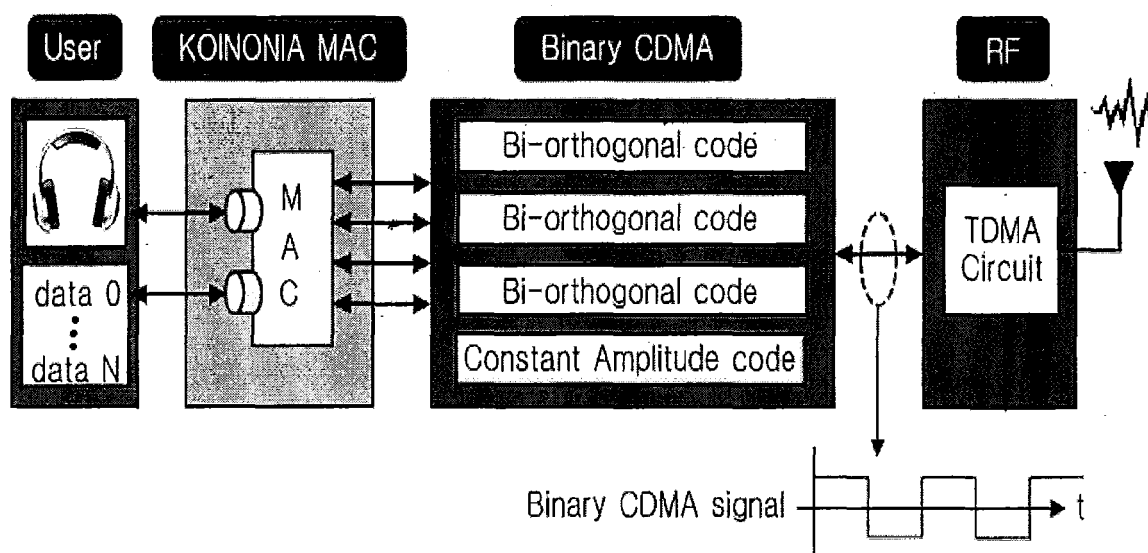 User
KOINONIA MAC
Binary CDMA
RF
data 0
data N
M
A
C
Bi-orthogonal code
Bi-orthogonal code
Bi-orthogonal code
Constant Amplitude code
TDMA
Circuit
Binary CDMA signal
t